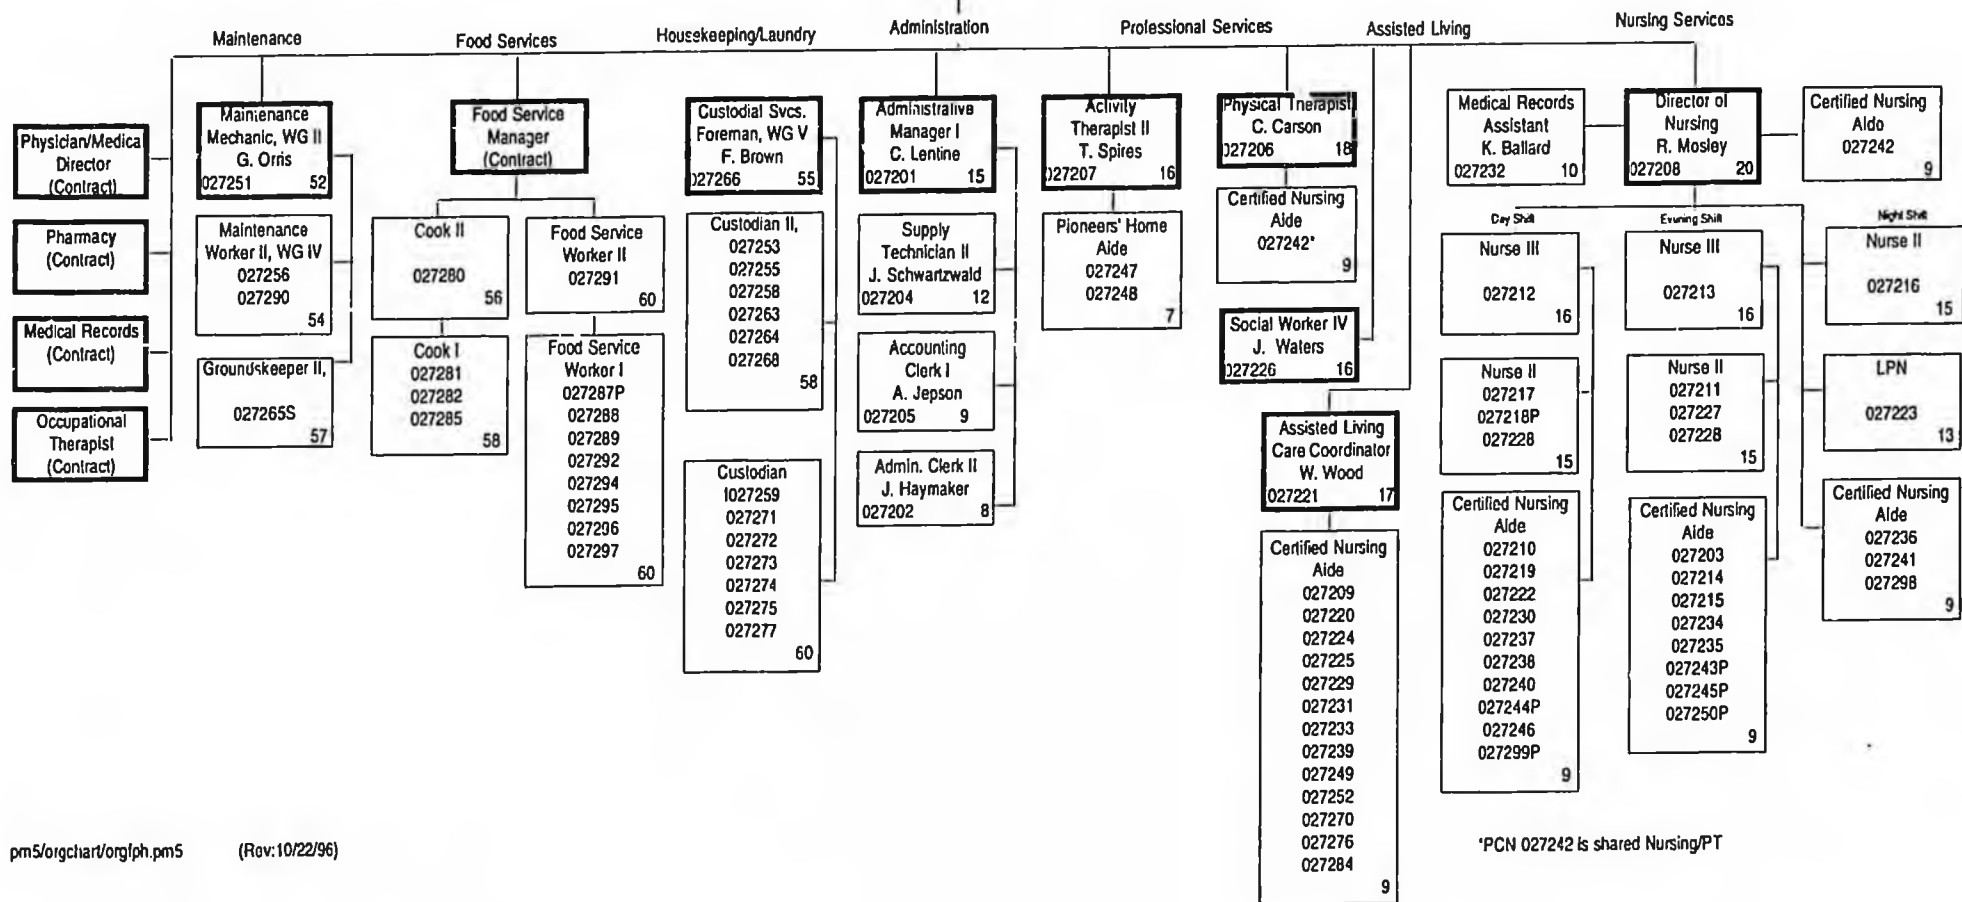 Maintenance
Food Services
Housekeeping/Laundry
Administration
Professional Services
Assisted Living
Nursing Services
Physician/Medical
Director
(Contract)
Pharmacy
(Contract)
Medical Records
(Contract)
Occupational
Therapist
(Contract)
Maintenance
Mechanic, WG II
G. Orris
027251 52
Maintenance
Worker II, WG IV
027256
027290
54
Groundskeeper II,
027265S
57
Food Service
Manager
(Contract)
Cook II
027280
56
Cook I
027281
027282
027285
58
Food Service
Worker II
027291
60
Food Service
Worker I
027287P
027288
027289
027292
027294
027295
027296
027297
60
Custodial Svcs.
Foreman, WG V
F. Brown
027266 55
Custodian II,
027253
027255
027258
027263
027264
027268
58
Custodian
I027259
027271
027272
027273
027274
027275
027277
60
Administrative
Manager I
C. Lentine
027201 15
Supply
Technician II
J. Schwartzwald
027204 12
Accounting
Clerk I
A. Jepson
027205 9
Admin. Clerk II
J. Haymaker
027202 8
Activity
Therapist II
T. Spires
027207 16
Pioneers' Home
Aide
027247
027248
7
Physical Therapist
C. Carson
027206 18
Certified Nursing
Aide
027242*
9
Social Worker IV
J. Waters
027226 16
Assisted Living
Care Coordinator
W. Wood
027221 17
Certified Nursing
Aide
027209
027220
027224
027225
027229
027231
027233
027239
027249
027252
027270
027276
027284
9
Medical Records
Assistant
K. Ballard
027232 10
Director of
Nursing
R. Mosley
027208 20
Certified Nursing
Aide
027242
9
Day Shift
Nurse III
027212
16
Nurse II
027217
027218P
027228
15
Certified Nursing
Aide
027210
027219
027222
027230
027237
027238
027240
027244P
027246
027299P
9
Evening Shift
Nurse III
027213
16
Nurse II
027211
027227
027228
15
Certified Nursing
Aide
027203
027214
027215
027234
027235
027243P
027245P
027250P
9
Night Shift
Nurse II
027216
15
LPN
027223
13
Certified Nursing
Aide
027236
027241
027298
9
pm5/orgchart/orgfph.pm5 (Rev:10/22/96)
*PCN 027242 is shared Nursing/PT